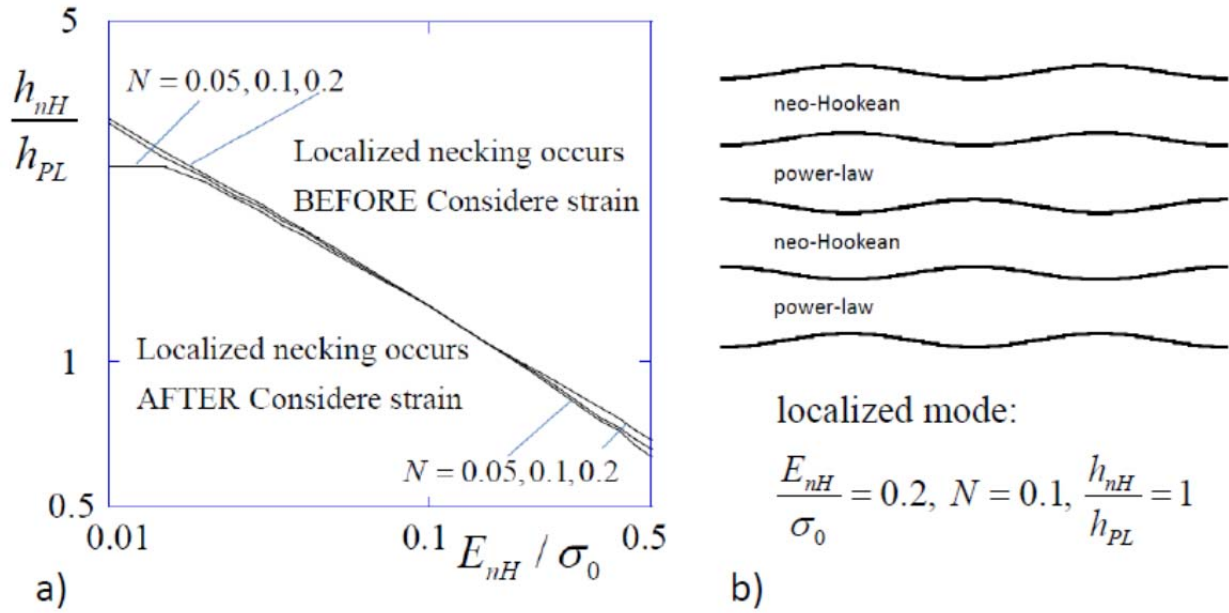 5
h_nH / h_PL
N = 0.05, 0.1, 0.2
Localized necking occurs
BEFORE Considere strain
1
Localized necking occurs
AFTER Considere strain
N = 0.05, 0.1, 0.2
0.5
0.01
0.1
E_nH / σ_0
0.5
a)
neo-Hookean
power-law
neo-Hookean
power-law
localized mode:
E_nH / σ_0 = 0.2, N = 0.1, h_nH / h_PL = 1
b)